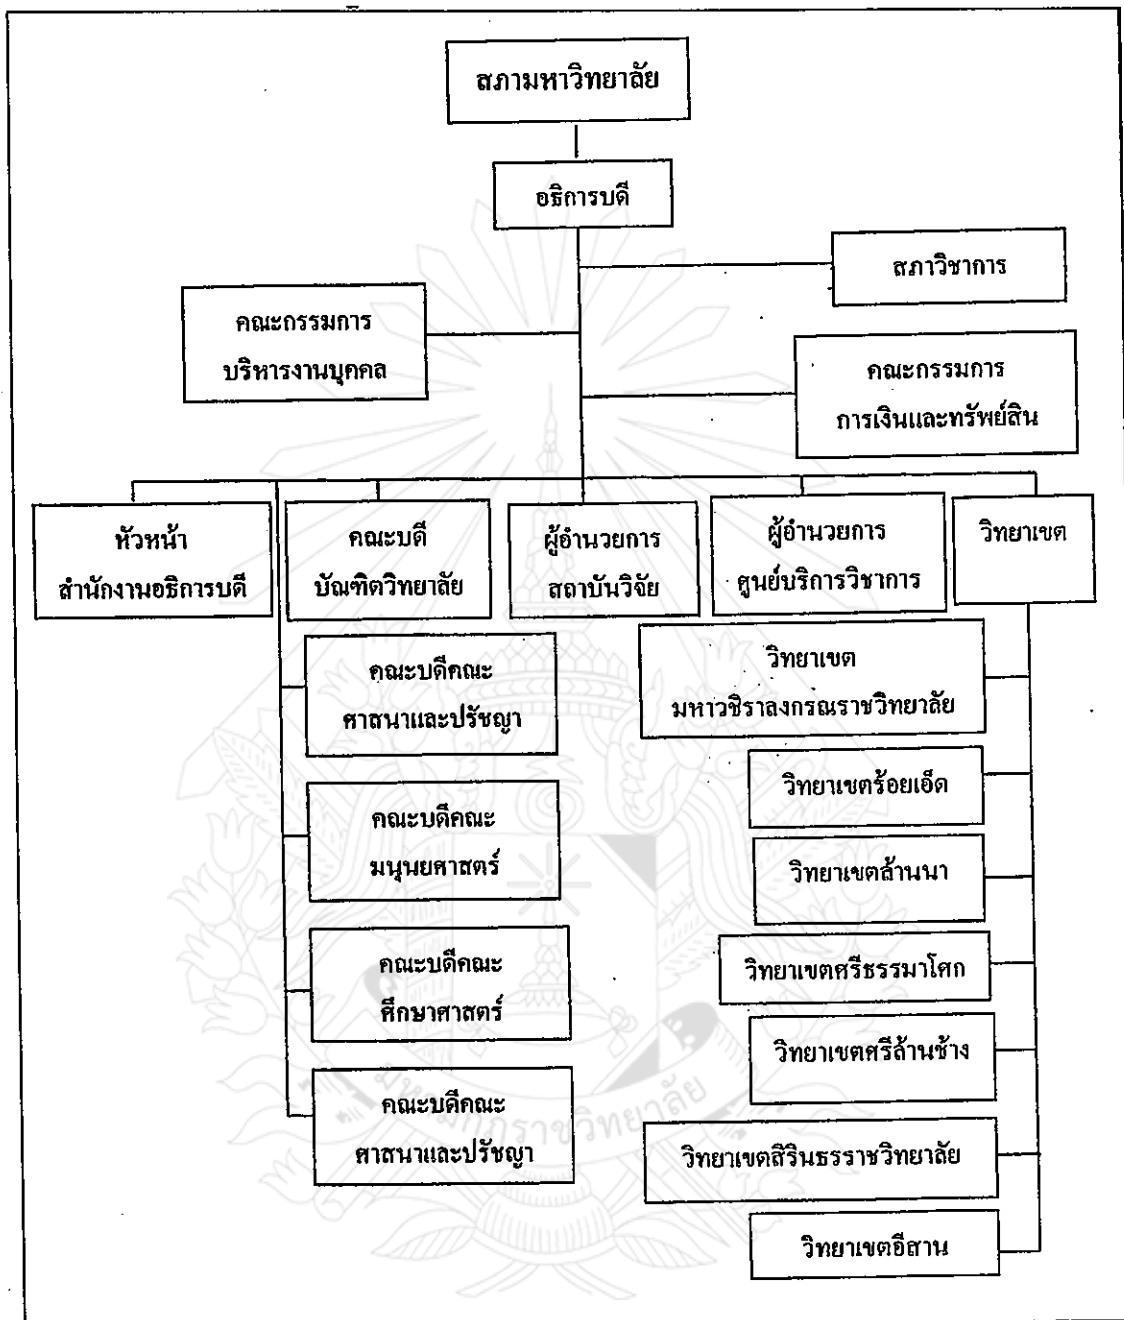 สภามหาวิทยาลัย
อธิการบดี
สภาวิชาการ
คณะกรรมการ
บริหารงานบุคคล
คณะกรรมการ
การเงินและทรัพย์สิน
หัวหน้า
สำนักงานอธิการบดี
คณะบดี
บัณฑิตวิทยาลัย
ผู้อำนวยการ
สถาบันวิจัย
ผู้อำนวยการ
ศูนย์บริการวิชาการ
วิทยาเขต
คณะบดีคณะ
ศาสนาและปรัชญา
คณะบดีคณะ
มนุนยศาสตร์
คณะบดีคณะ
ศึกษาศาสตร์
คณะบดีคณะ
ศาสนาและปรัชญา
วิทยาเขต
มหาวชิราลงกรณราชวิทยาลัย
วิทยาเขตร้อยเอ็ด
วิทยาเขตล้านนา
วิทยาเขตศรีธรรมาโศก
วิทยาเขตศรีล้านช้าง
วิทยาเขตสิรินธรราชวิทยาลัย
วิทยาเขตอีสาน
มหามกุฏราชวิทยาลัย